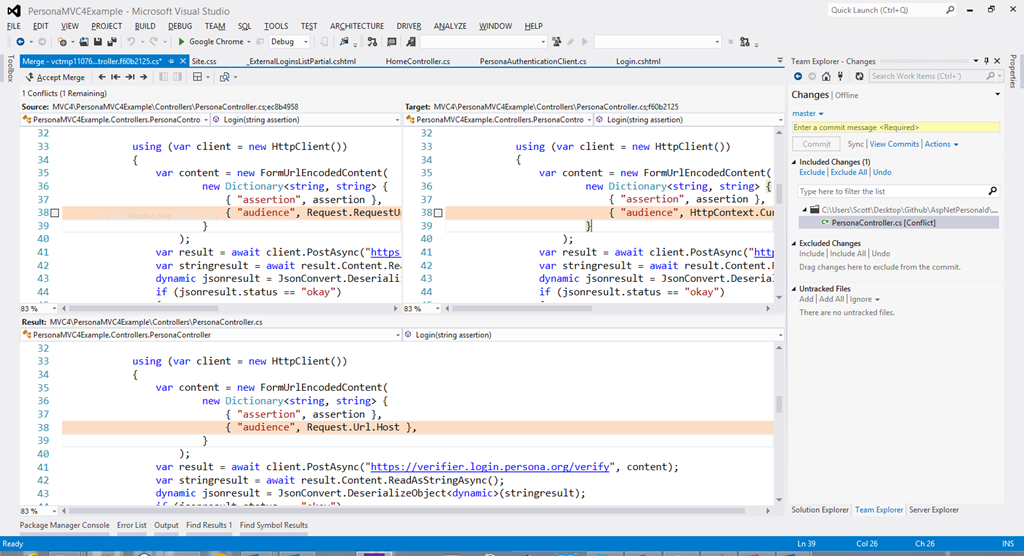 PersonaMVC4Example - Microsoft Visual Studio
Quick Launch (Ctrl+Q)
FILE EDIT VIEW PROJECT BUILD DEBUG TEAM SQL TOOLS TEST ARCHITECTURE DRIVER ANALYZE WINDOW HELP
Google Chrome Debug
Toolbox
Merge - vctmp11076...troller.f60b2125.cs* Site.css _ExternalLoginsListPartial.cshtml HomeController.cs PersonaAuthenticationClient.cs Login.cshtml
Accept Merge
1 Conflicts (1 Remaining)
Source: MVC4\PersonaMVC4Example\Controllers\PersonaController.cs;ec8b4958
PersonaMVC4Example.Controllers.PersonaContro Login(string assertion)
32
33 using (var client = new HttpClient())
34 {
35 var content = new FormUrlEncodedContent(
36 new Dictionary<string, string> {
37 { "assertion", assertion },
38 { "audience", Request.RequestU
39 }
40 );
41 var result = await client.PostAsync("https
42 var stringresult = await result.Content.Re
43 dynamic jsonresult = JsonConvert.Deseriali
44 if (jsonresult.status == "okay")
83 %
Target: MVC4\PersonaMVC4Example\Controllers\PersonaController.cs;f60b2125
PersonaMVC4Example.Controllers.PersonaContro Login(string assertion)
32
33 using (var client = new HttpClient())
34 {
35 var content = new FormUrlEncodedContent(
36 new Dictionary<string, string> {
37 { "assertion", assertion },
38 { "audience", HttpContext.Cur
39 }
40 );
41 var result = await client.PostAsync("http
42 var stringresult = await result.Content.R
43 dynamic jsonresult = JsonConvert.Deserial
44 if (jsonresult.status == "okay")
83 %
Result: MVC4\PersonaMVC4Example\Controllers\PersonaController.cs
PersonaMVC4Example.Controllers.PersonaController Login(string assertion)
32
33 using (var client = new HttpClient())
34 {
35 var content = new FormUrlEncodedContent(
36 new Dictionary<string, string> {
37 { "assertion", assertion },
38 { "audience", Request.Url.Host },
39 }
40 );
41 var result = await client.PostAsync("https://verifier.login.persona.org/verify", content);
42 var stringresult = await result.Content.ReadAsStringAsync();
43 dynamic jsonresult = JsonConvert.DeserializeObject<dynamic>(stringresult);
83 %
Package Manager Console Error List Output Find Results 1 Find Symbol Results
Team Explorer - Changes
Search Work Items (Ctrl+')
Changes | Offline
master
Enter a commit message <Required>
Commit Sync | View Commits | Actions
Included Changes (1)
Exclude | Exclude All | Undo
Type here to filter the list
C:\Users\Scott\Desktop\Github\AspNetPersonaId\...
PersonaController.cs [Conflict]
Excluded Changes
Include | Include All | Undo
Drag changes here to exclude from the commit.
Untracked Files
Add | Add All | Ignore
There are no untracked files.
Solution Explorer Team Explorer Server Explorer
Properties
Ready Ln 39 Col 26 Ch 26 INS